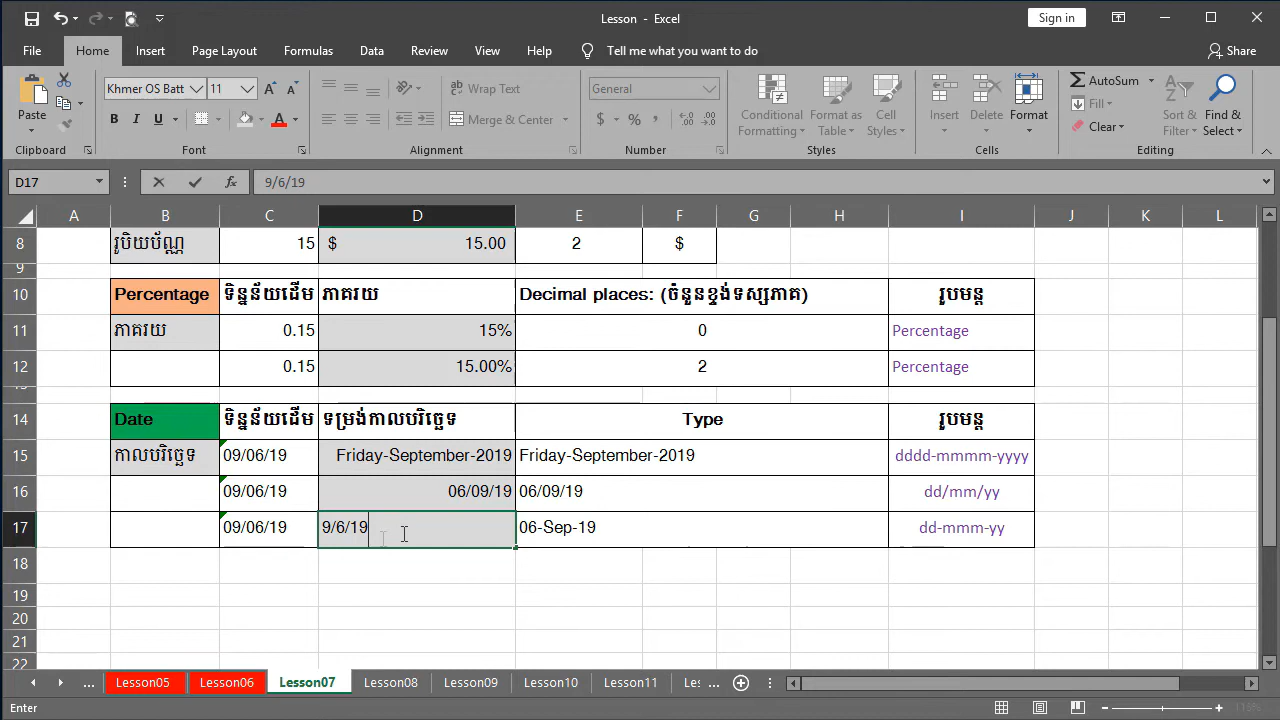 Lesson - Excel
Sign in
File Home Insert Page Layout Formulas Data Review View Help Tell me what you want to do Share
Paste
Clipboard
Khmer OS Batt 11
B I U
Font
Wrap Text
Merge & Center
Alignment
General
$ % ,
Number
Conditional Formatting
Format as Table
Cell Styles
Styles
Insert Delete Format
Cells
AutoSum
Fill
Clear
Sort & Filter
Find & Select
Editing
D17 fx 9/6/19
A B C D E F G H I J K L
8 រូបិយប័ណ្ណ 15 $ 15.00 2 $
9
10 Percentage ទិន្នន័យដើម ភាគរយ Decimal places: (ចំនួនខ្ទង់ទស្សភាគ) រូបមន្ត
11 ភាគរយ 0.15 15% 0 Percentage
12 0.15 15.00% 2 Percentage
14 Date ទិន្នន័យដើម ទម្រង់កាលបរិច្ឆេទ Type រូបមន្ត
15 កាលបរិច្ឆេទ 09/06/19 Friday-September-2019 Friday-September-2019 dddd-mmmm-yyyy
16 09/06/19 06/09/19 06/09/19 dd/mm/yy
17 09/06/19 9/6/19 06-Sep-19 dd-mmm-yy
18
19
20
21
22
... Lesson05 Lesson06 Lesson07 Lesson08 Lesson09 Lesson10 Lesson11 Les ...
Enter